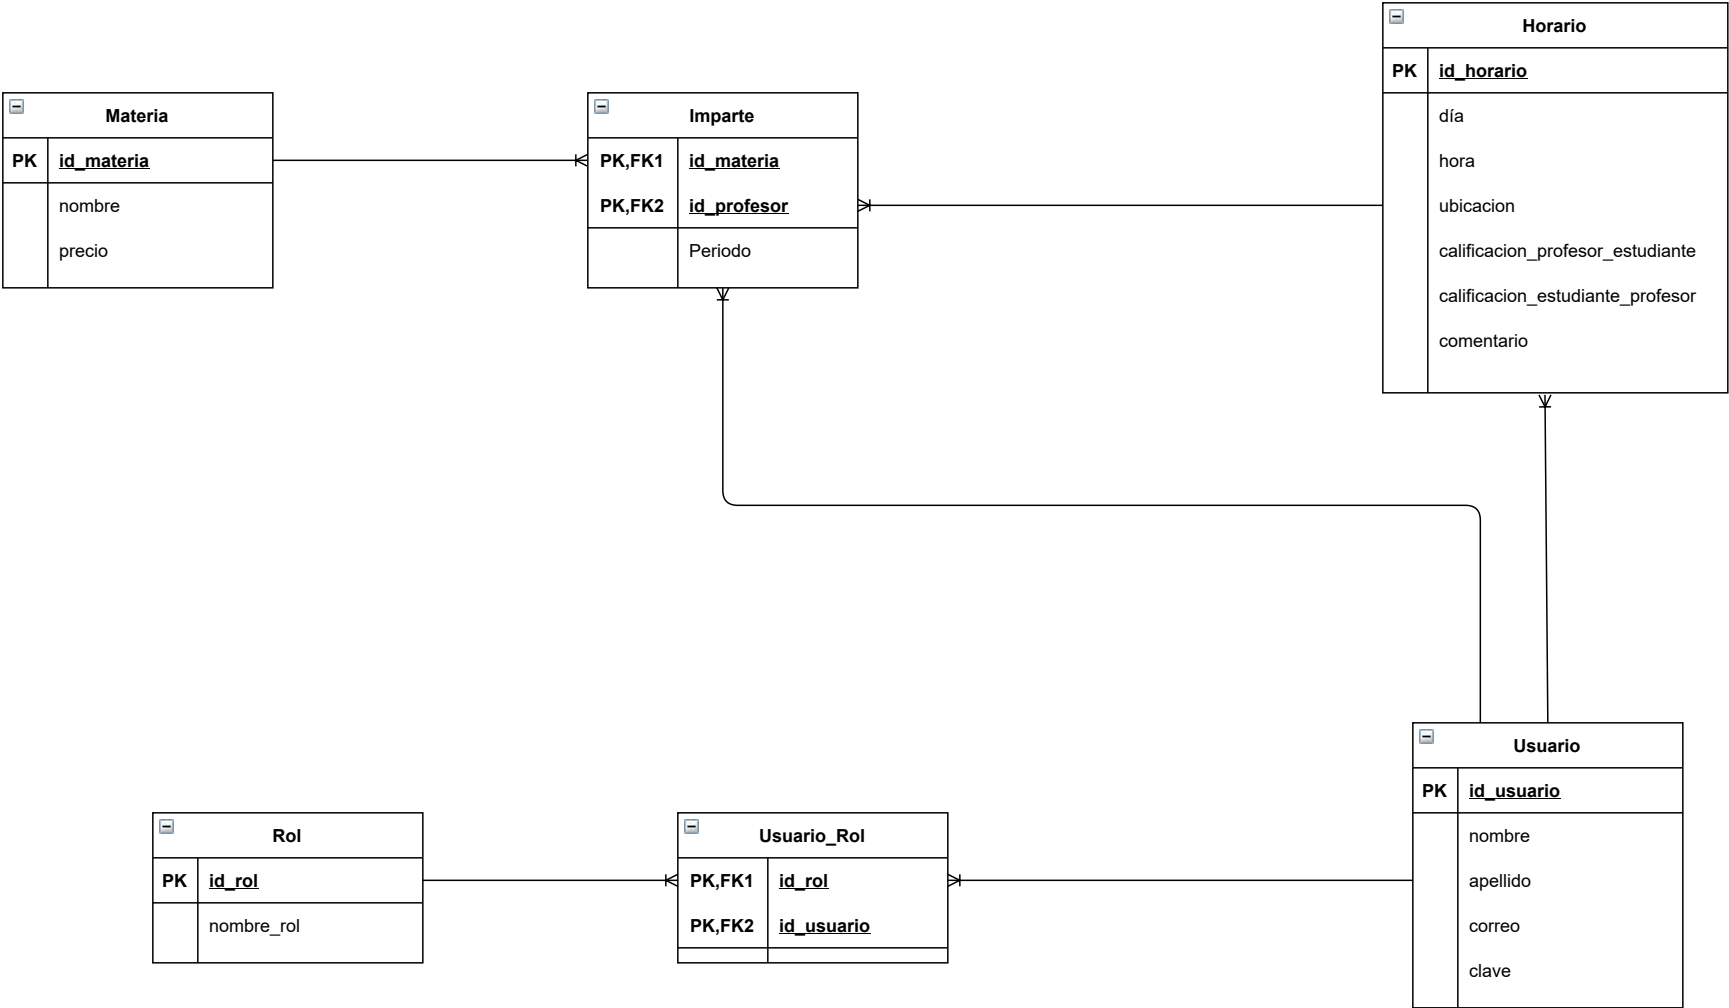 Horario
PK id_horario
día
hora
ubicacion
calificacion_profesor_estudiante
calificacion_estudiante_profesor
comentario
Materia
PK id_materia
nombre
precio
Imparte
PK,FK1 id_materia
PK,FK2 id_profesor
Periodo
Usuario
PK id_usuario
nombre
apellido
correo
clave
Rol
PK id_rol
nombre_rol
Usuario_Rol
PK,FK1 id_rol
PK,FK2 id_usuario